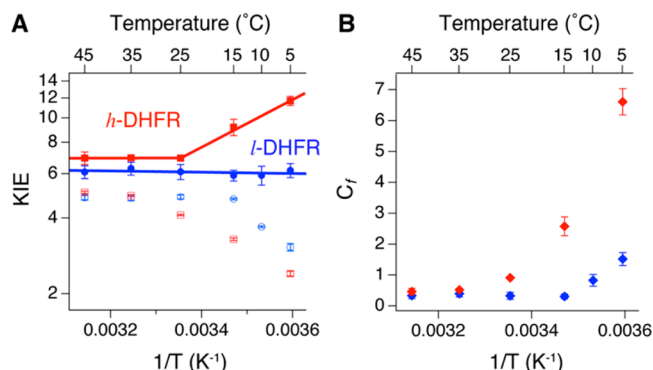 A
Temperature (˚C)
45 35 25 15 10 5
14
12
10
8
6
4
2
KIE
h-DHFR
l-DHFR
0.0032 0.0034 0.0036
1/T (K⁻¹)
B
Temperature (˚C)
45 35 25 15 10 5
7
6
5
4
3
2
1
0
Cf
0.0032 0.0034 0.0036
1/T (K⁻¹)